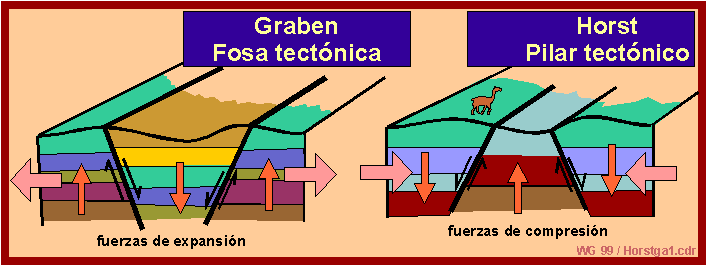 Graben
Fosa tectónica
Horst
Pilar tectónico
fuerzas de expansión
fuerzas de compresión
WG 99 / Horstga1.cdr